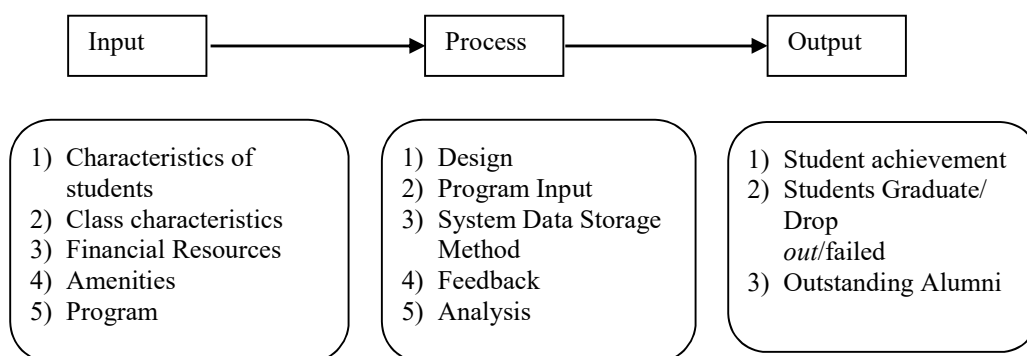 Input
Process
Output
1) Characteristics of
students
2) Class characteristics
3) Financial Resources
4) Amenities
5) Program
1) Design
2) Program Input
3) System Data Storage
Method
4) Feedback
5) Analysis
1) Student achievement
2) Students Graduate/
Drop
out/failed
3) Outstanding Alumni